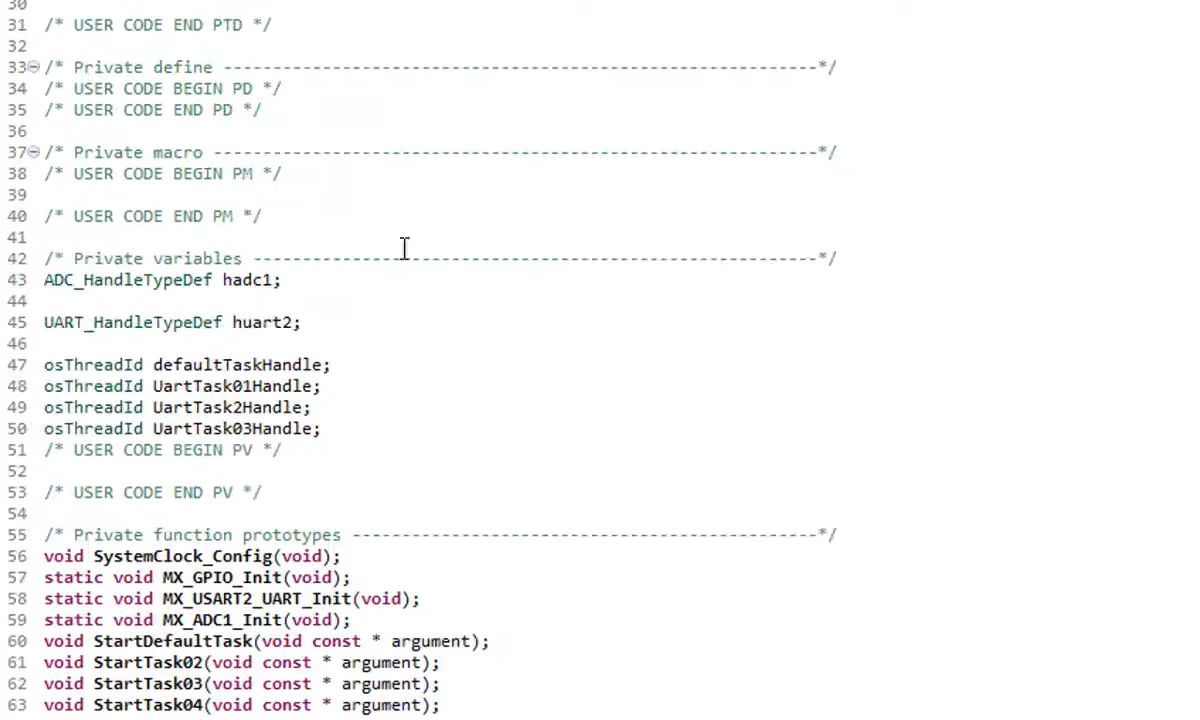 30
31 /* USER CODE END PTD */
32
33 /* Private define ------------------------------------------------------------*/
34 /* USER CODE BEGIN PD */
35 /* USER CODE END PD */
36
37 /* Private macro -------------------------------------------------------------*/
38 /* USER CODE BEGIN PM */
39
40 /* USER CODE END PM */
41
42 /* Private variables ---------------------------------------------------------*/
43 ADC_HandleTypeDef hadc1;
44
45 UART_HandleTypeDef huart2;
46
47 osThreadId defaultTaskHandle;
48 osThreadId UartTask01Handle;
49 osThreadId UartTask2Handle;
50 osThreadId UartTask03Handle;
51 /* USER CODE BEGIN PV */
52
53 /* USER CODE END PV */
54
55 /* Private function prototypes -----------------------------------------------*/
56 void SystemClock_Config(void);
57 static void MX_GPIO_Init(void);
58 static void MX_USART2_UART_Init(void);
59 static void MX_ADC1_Init(void);
60 void StartDefaultTask(void const * argument);
61 void StartTask02(void const * argument);
62 void StartTask03(void const * argument);
63 void StartTask04(void const * argument);